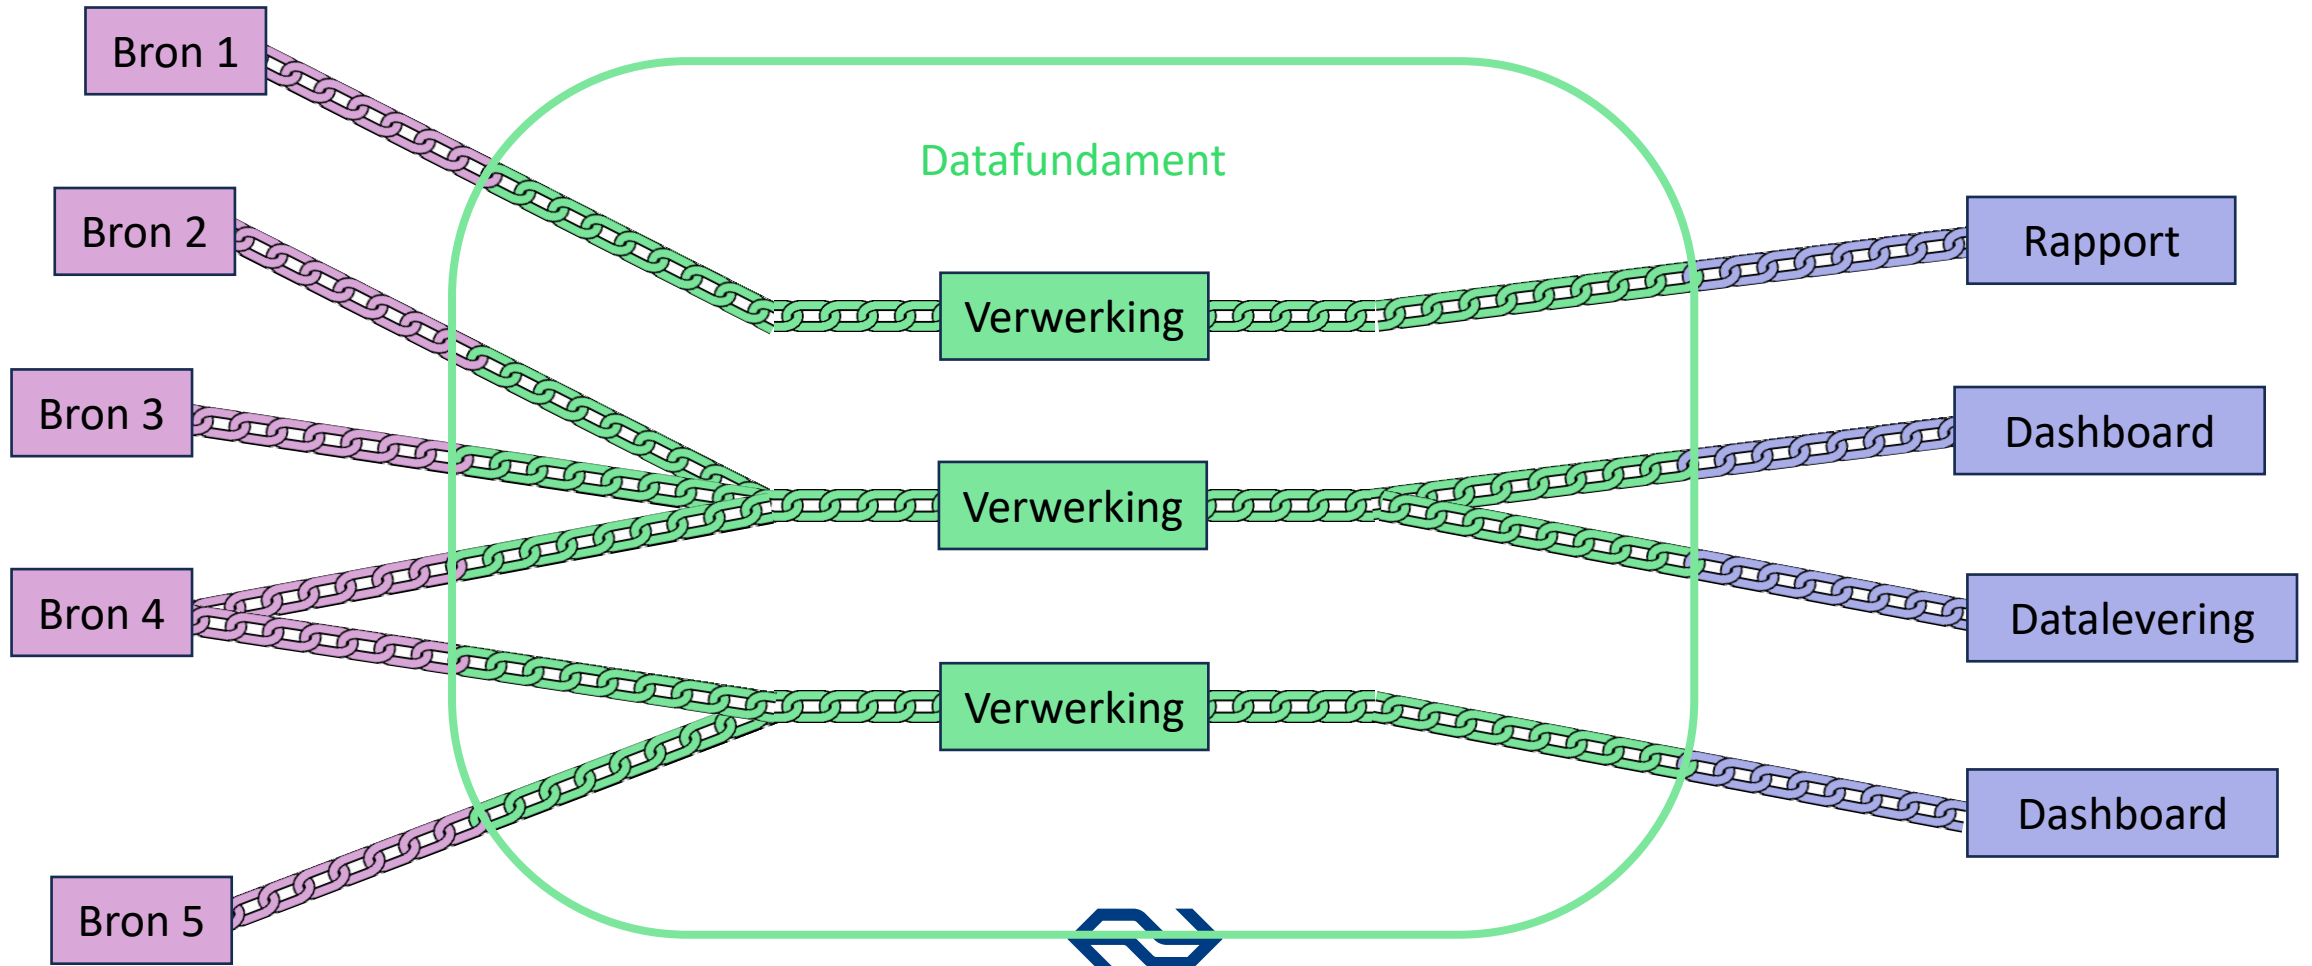 Bron 1
Datafundament
Bron 2
Rapport
Verwerking
Bron 3
Dashboard
Verwerking
Bron 4
Datalevering
Verwerking
Dashboard
Bron 5